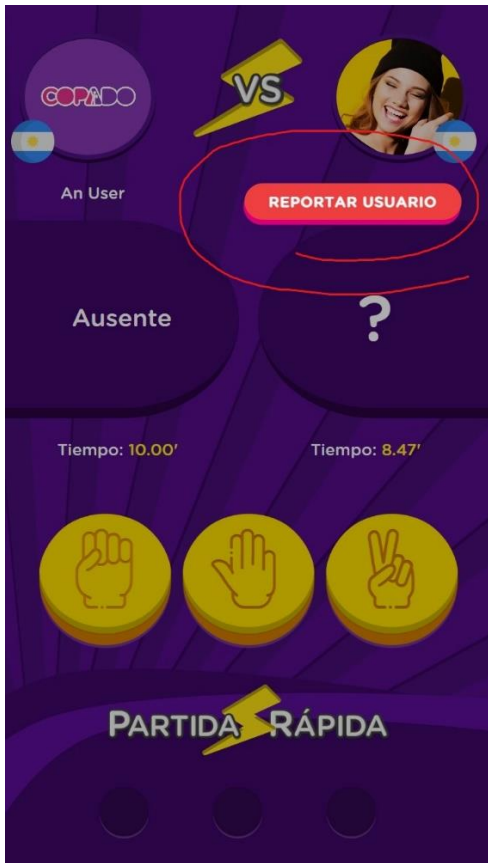 COPADO
VS
An User
REPORTAR USUARIO
Ausente
?
Tiempo: 10.00'
Tiempo: 8.47'
PARTIDA RÁPIDA